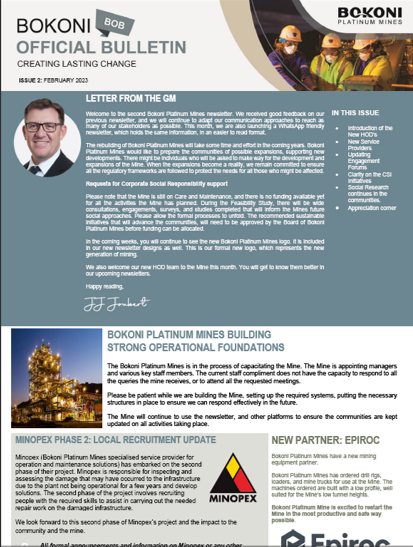 BOKONI BOB
OFFICIAL BULLETIN
CREATING LASTING CHANGE
ISSUE 2: FEBRUARY 2023
BOKONI
PLATINUM MINES
LETTER FROM THE GM
Welcome to the second Bokoni Platinum Mines newsletter. We received good feedback on our
previous newsletter, and we will continue to adapt our communication approaches to reach as
many of our stakeholders as possible. This month, we are also launching a WhatsApp friendly
newsletter, which holds the same information, in an easier to read format.
The rebuilding of Bokoni Platinum Mines will take some time and effort in the coming years. Bokoni
Platinum Mines would like to prepare the communities of possible expansions, supporting new
developments. There might be individuals who will be asked to make way for the development and
expansions of the Mine. When the expansions become a reality, we remain committed to ensure
all the regulatory frameworks are followed to protect the needs for all those who might be affected.
Requests for Corporate Social Responsibility support!
Please note that the Mine is still on Care and Maintenance, and there is no funding available yet
for all the activities the Mine has planned. During the Feasibility Study, there will be wide
consultations, engagements, surveys, and studies completed that will inform the Mines future
social approaches. Please allow the formal processes to unfold. The recommended sustainable
initiatives that will advance the communities, will need to be approved by the Board of Bokoni
Platinum Mines before funding can be allocated.
In the coming weeks, you will continue to see the new Bokoni Platinum Mines logo. It is included
in our new newsletter designs as well. This is our formal new logo, which represents the new
generation of mining.
We also welcome our new HOD team to the Mine this month. You will get to know them better in
our upcoming newsletters.
Happy reading,
JJ Joubert
IN THIS ISSUE
• Introduction of the New HOD's
• New Service Providers
• Updating Engagement Forums
• Clarity on the CSI initiatives
• Social Research continues in the communities.
• Appreciation corner
BOKONI PLATINUM MINES BUILDING
STRONG OPERATIONAL FOUNDATIONS
The Bokoni Platinum Mines is in the process of capacitating the Mine. The Mine is appointing managers
and various key staff members. The current staff compliment does not have the capacity to respond to all
the queries the mine receives, or to attend all the requested meetings.
Please be patient while we are building the Mine, setting up the required systems, putting the necessary
structures in place to ensure we can respond effectively in the future.
The Mine will continue to use the newsletter, and other platforms to ensure the communities are kept
updated on all activities taking place.
MINOPEX PHASE 2: LOCAL RECRUITMENT UPDATE
Minopex (Bokoni Platinum Mines specialised service provider for
operation and maintenance solutions) has embarked on the second
phase of their project. Minopex is responsible for inspecting and
assessing the damage that may have occurred to the infrastructure
due to the plant not being operational for a few years and develop
solutions. The second phase of the project involves recruiting
people with the required skills to assist in carrying out the needed
repair work on the damaged infrastructure.
MINOPEX
We look forward to this second phase of Minopex's project and the impact to the
community and the mine.
All formal announcements and information on Minopex or any other
NEW PARTNER: EPIROC
Bokoni Platinum Mines have a new mining
equipment partner.
Bokoni Platinum Mines has ordered drill rigs,
loaders, and mine trucks for use at the Mine. The
machines ordered are built with a low profile, well
suited for the Mine's low tunnel heights.
Bokoni Platinum Mines is excited to restart the
Mine in the most productive and safe way
possible.
Epiroc